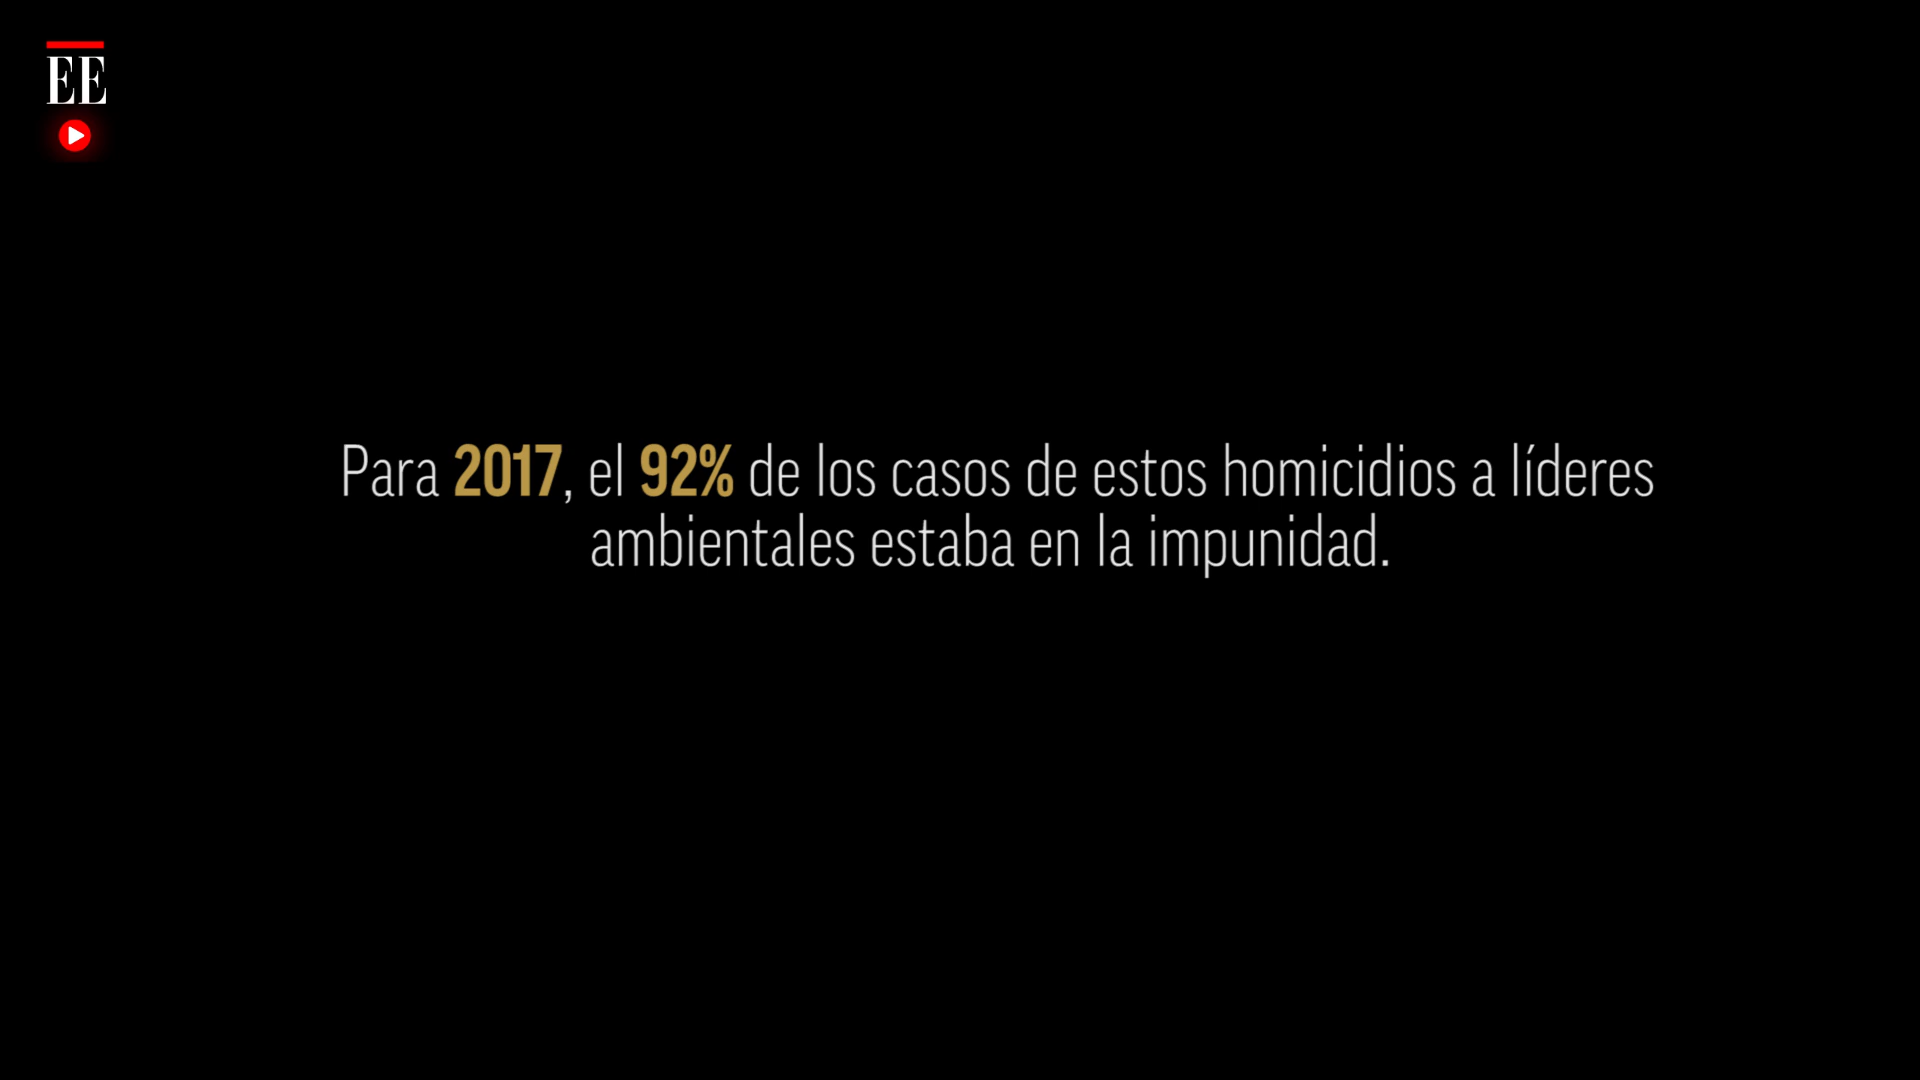 EE
Para 2017, el 92% de los casos de estos homicidios a líderes
ambientales estaba en la impunidad.